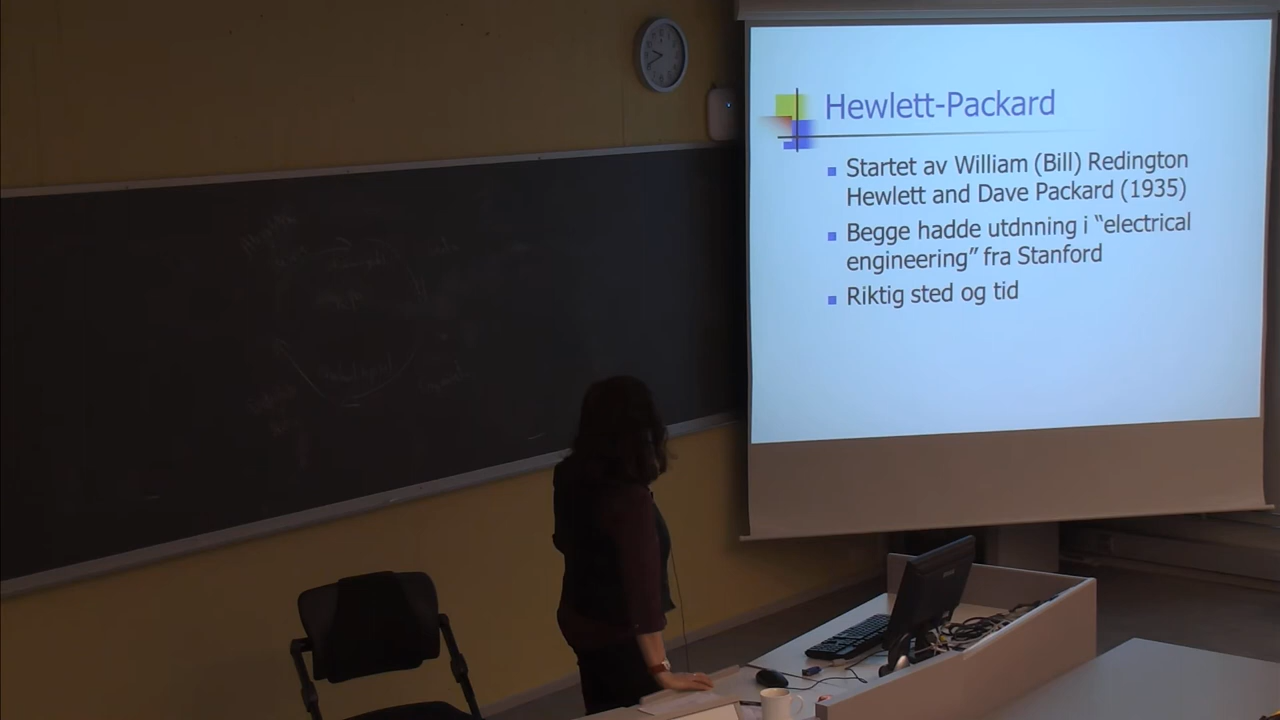 Hewlett-Packard
Startet av William (Bill) Redington
Hewlett and Dave Packard (1935)
Begge hadde utdnning i “electrical
engineering” fra Stanford
Riktig sted og tid